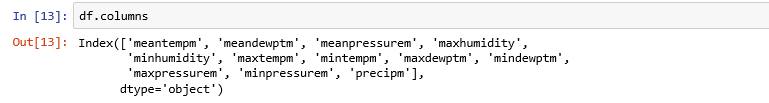 In [13]: df.columns
Out[13]: Index(['meantempm', 'meandewptm', 'meanpressurem', 'maxhumidity',
'minhumidity', 'maxtempm', 'mintempm', 'maxdewptm', 'mindewptm',
'maxpressurem', 'minpressurem', 'precipm'],
dtype='object')